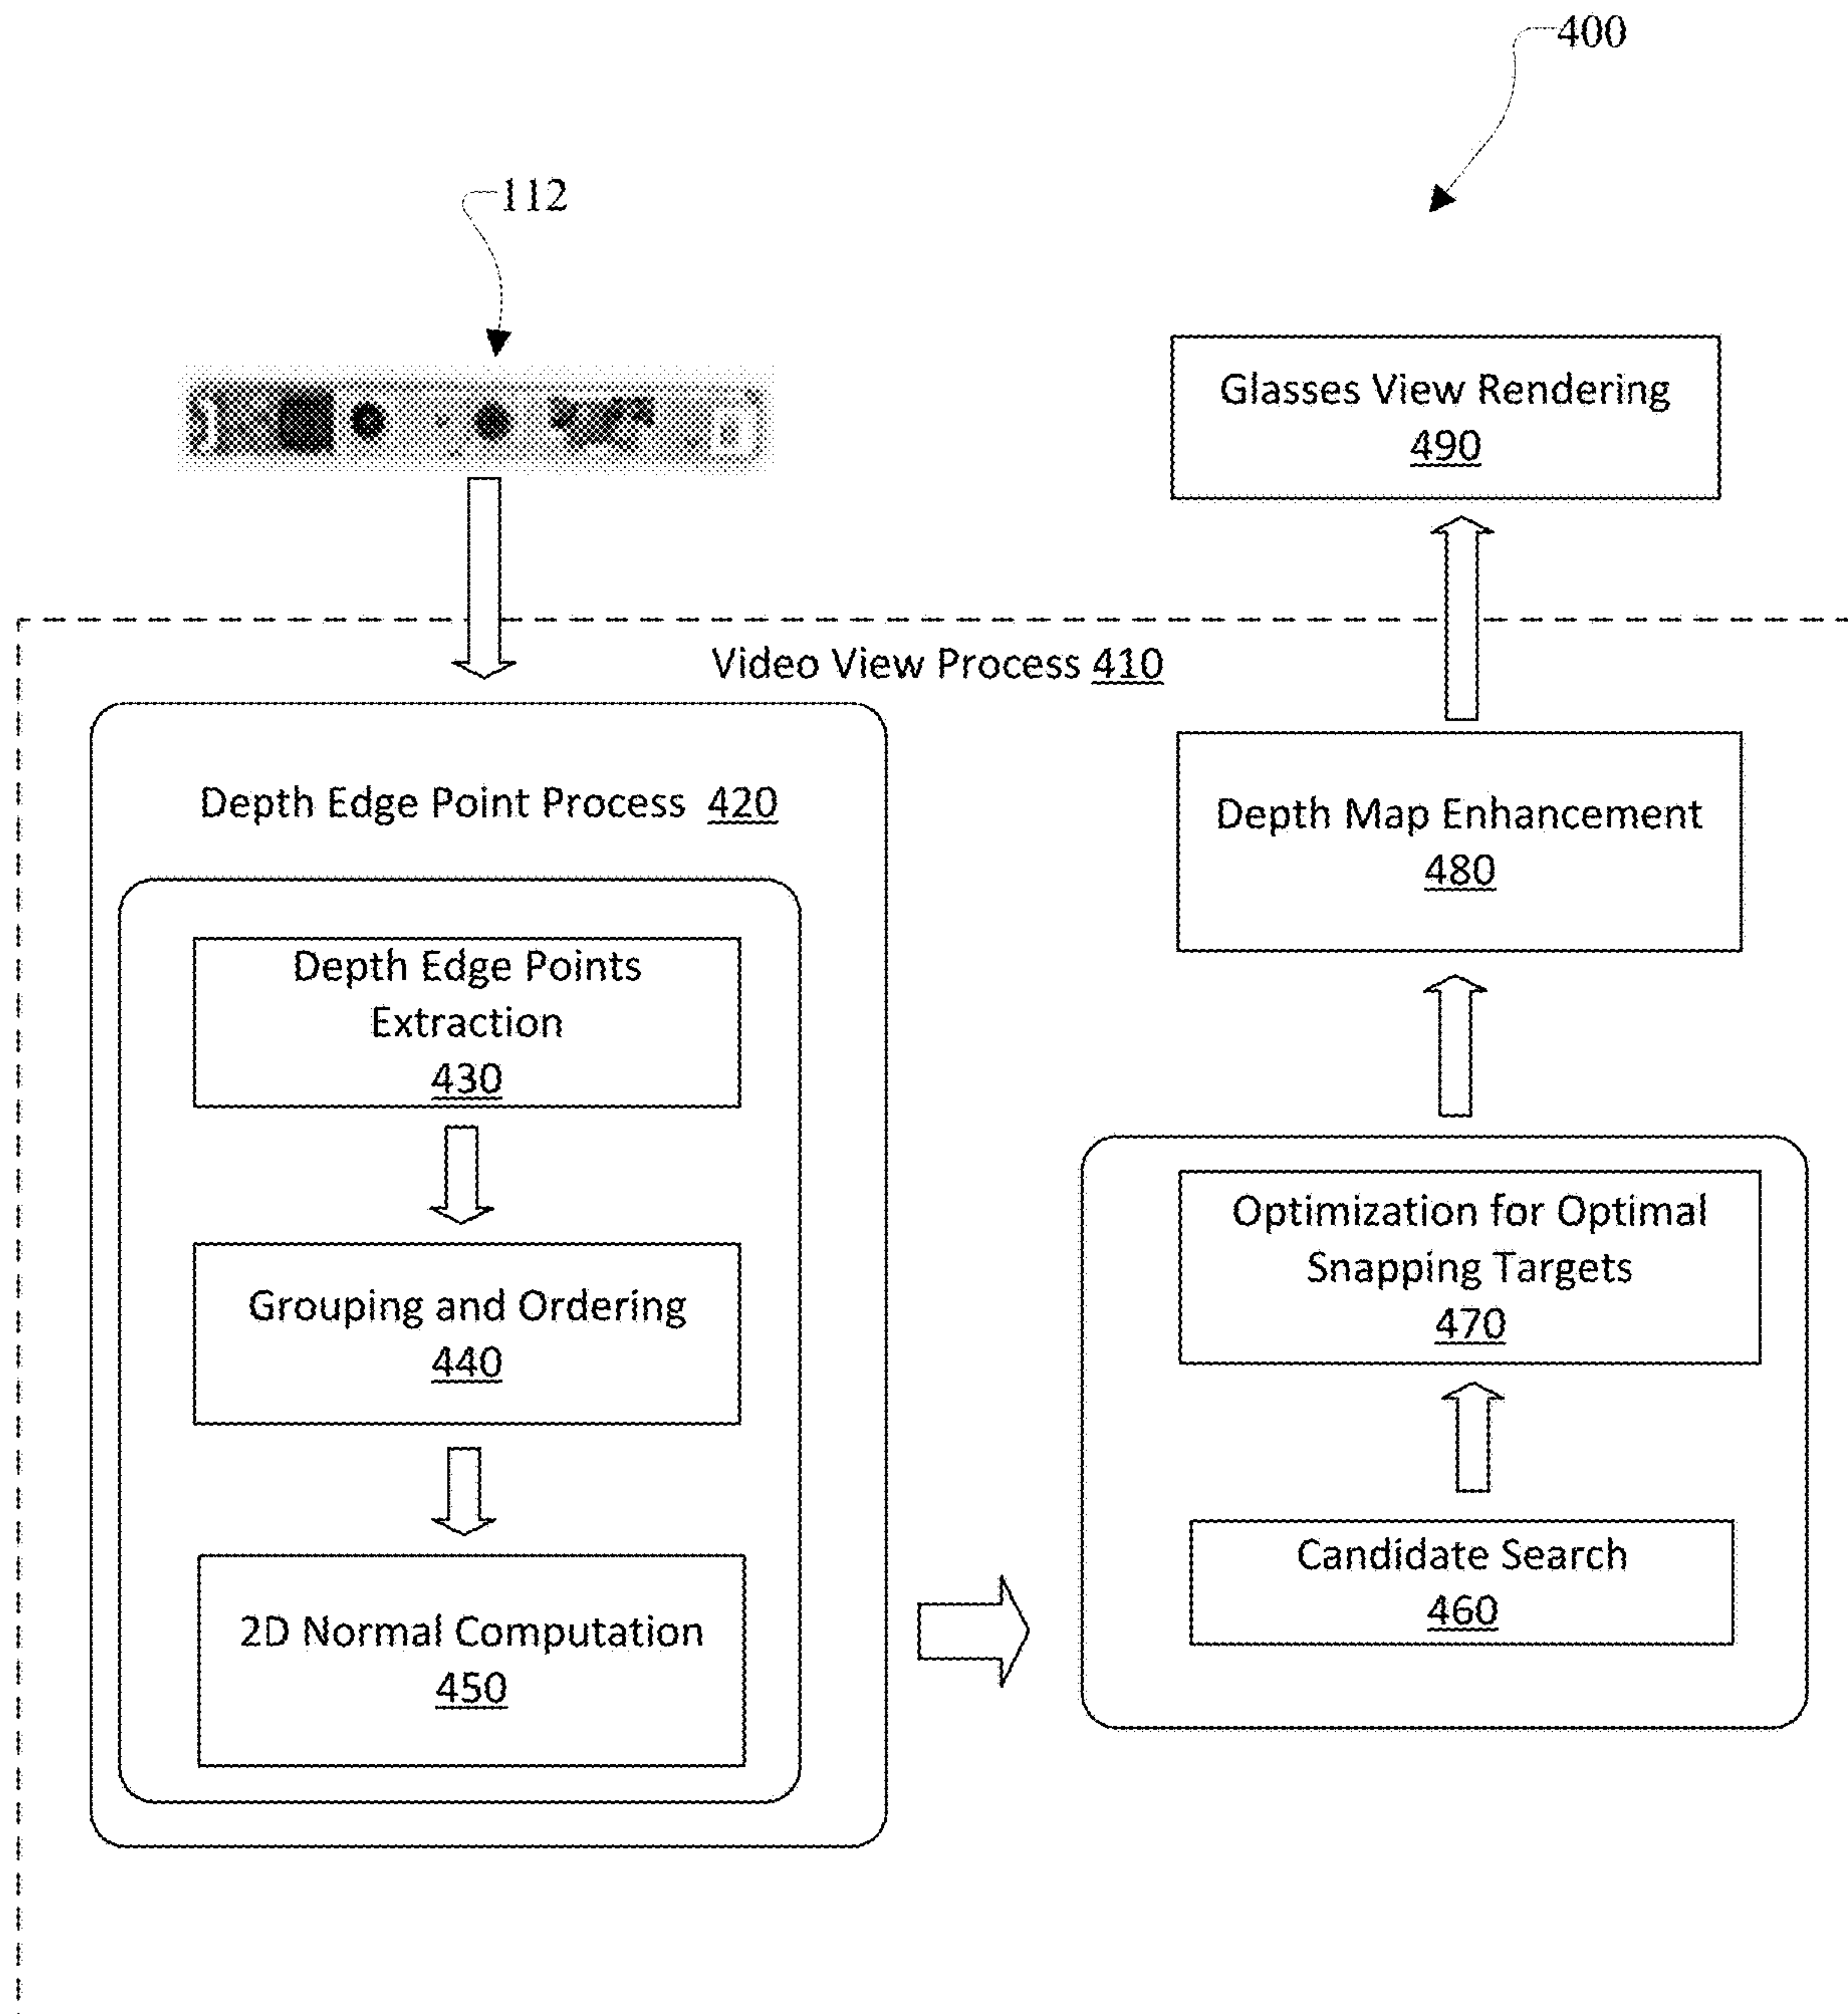 400
112
Glasses View Rendering
490
Video View Process 410
Depth Edge Point Process 420
Depth Map Enhancement
480
Depth Edge Points
Extraction
430
Optimization for Optimal
Snapping Targets
470
Grouping and Ordering
440
Candidate Search
460
2D Normal Computation
450